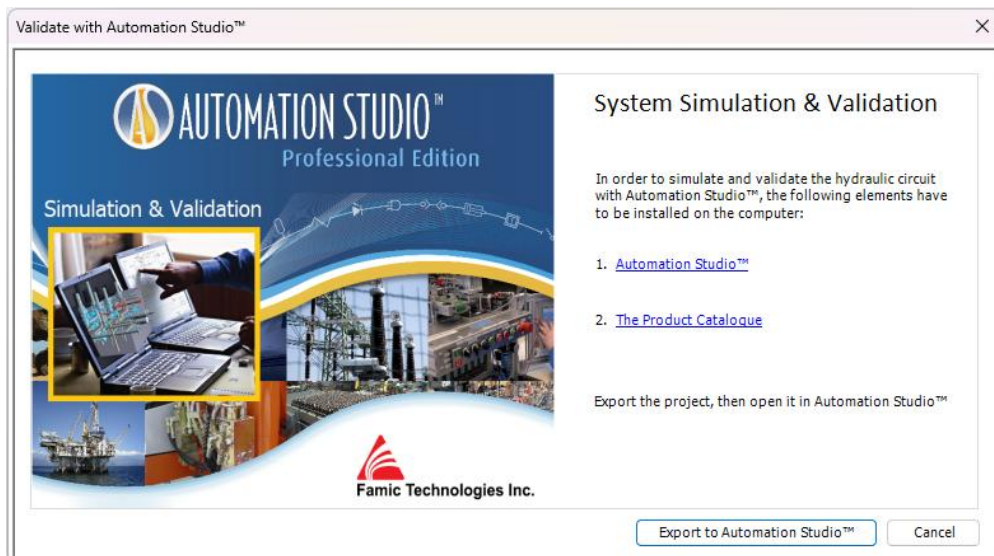 Validate with Automation Studio™
AUTOMATION STUDIO™
Professional Edition
Simulation & Validation
Famic Technologies Inc.
System Simulation & Validation
In order to simulate and validate the hydraulic circuit
with Automation Studio™, the following elements have
to be installed on the computer:
1. Automation Studio™
2. The Product Catalogue
Export the project, then open it in Automation Studio™
Export to Automation Studio™
Cancel